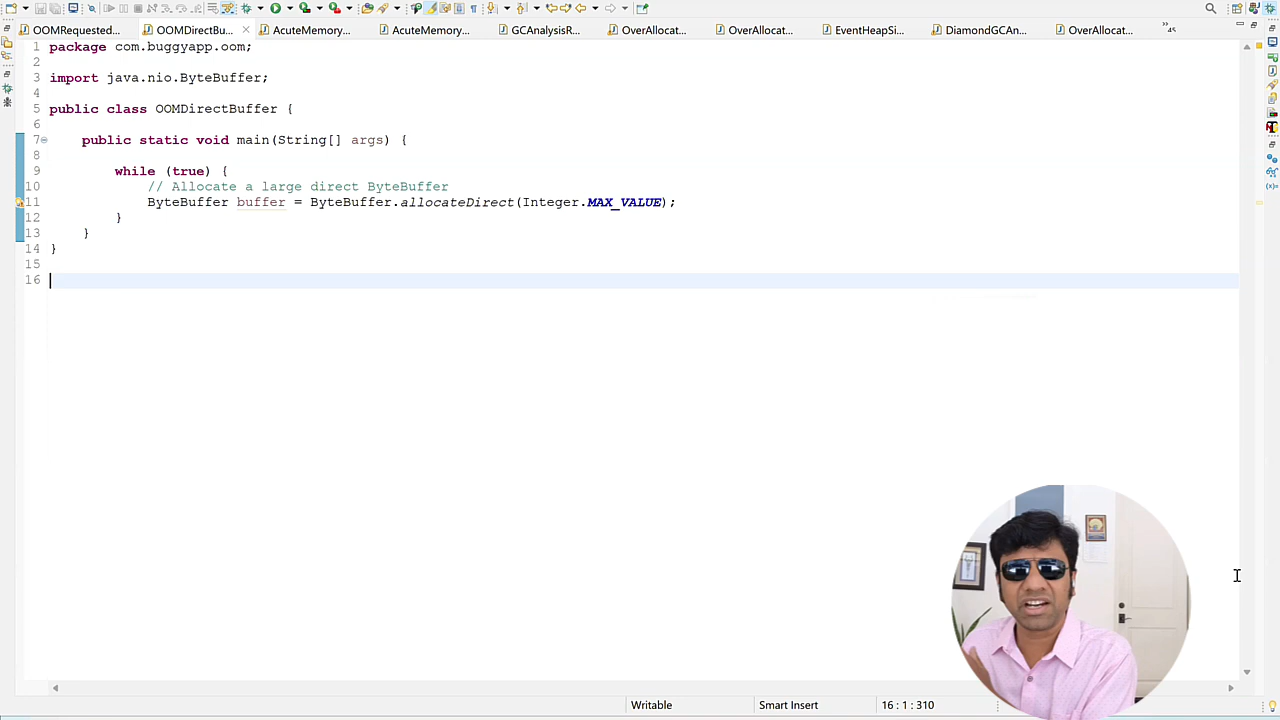 OOMRequested...
OOMDirectBu...
AcuteMemory...
AcuteMemory...
GCAnalysisR...
OverAllocat...
OverAllocat...
EventHeapSi...
DiamondGCAn...
OverAllocat...
»45
1 package com.buggyapp.oom;
2
3 import java.nio.ByteBuffer;
4
5 public class OOMDirectBuffer {
6
7 public static void main(String[] args) {
8
9 while (true) {
10 // Allocate a large direct ByteBuffer
11 ByteBuffer buffer = ByteBuffer.allocateDirect(Integer.MAX_VALUE);
12 }
13 }
14 }
15
16
Writable
Smart Insert
16 : 1 : 310